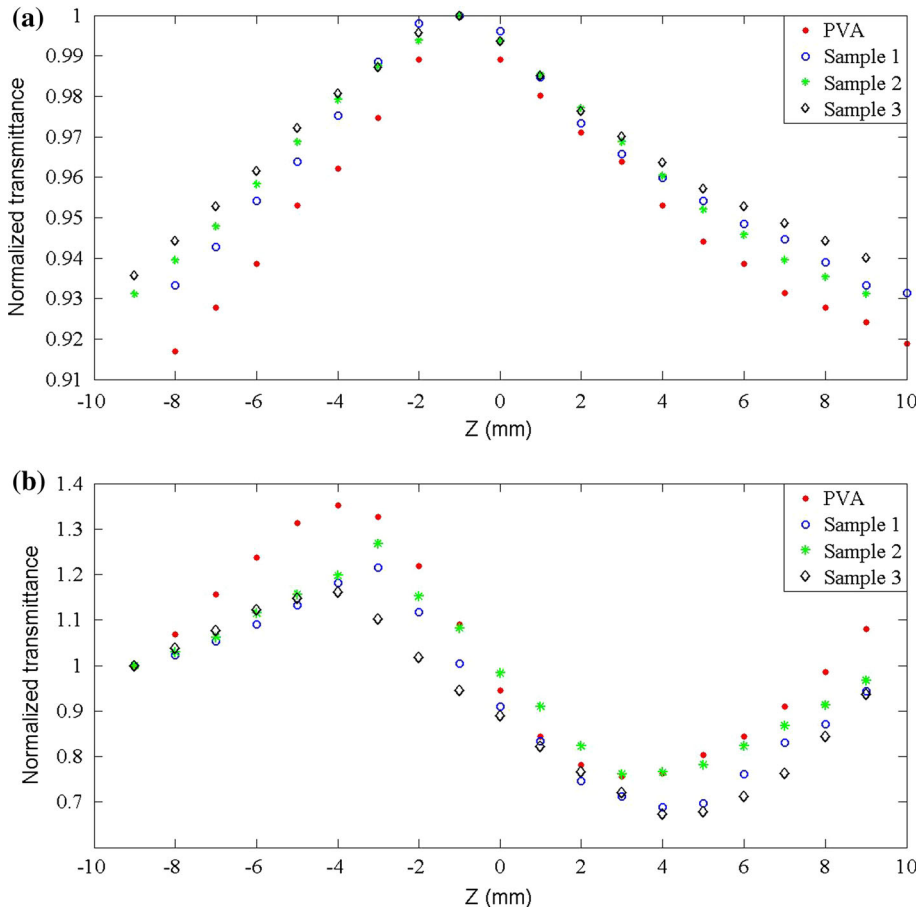 (a)
Normalized transmittance
1
0.99
0.98
0.97
0.96
0.95
0.94
0.93
0.92
0.91
-10
-8
-6
-4
-2
0
2
4
6
8
10
Z (mm)
PVA
Sample 1
Sample 2
Sample 3
(b)
Normalized transmittance
1.4
1.3
1.2
1.1
1
0.9
0.8
0.7
-10
-8
-6
-4
-2
0
2
4
6
8
10
Z (mm)
PVA
Sample 1
Sample 2
Sample 3